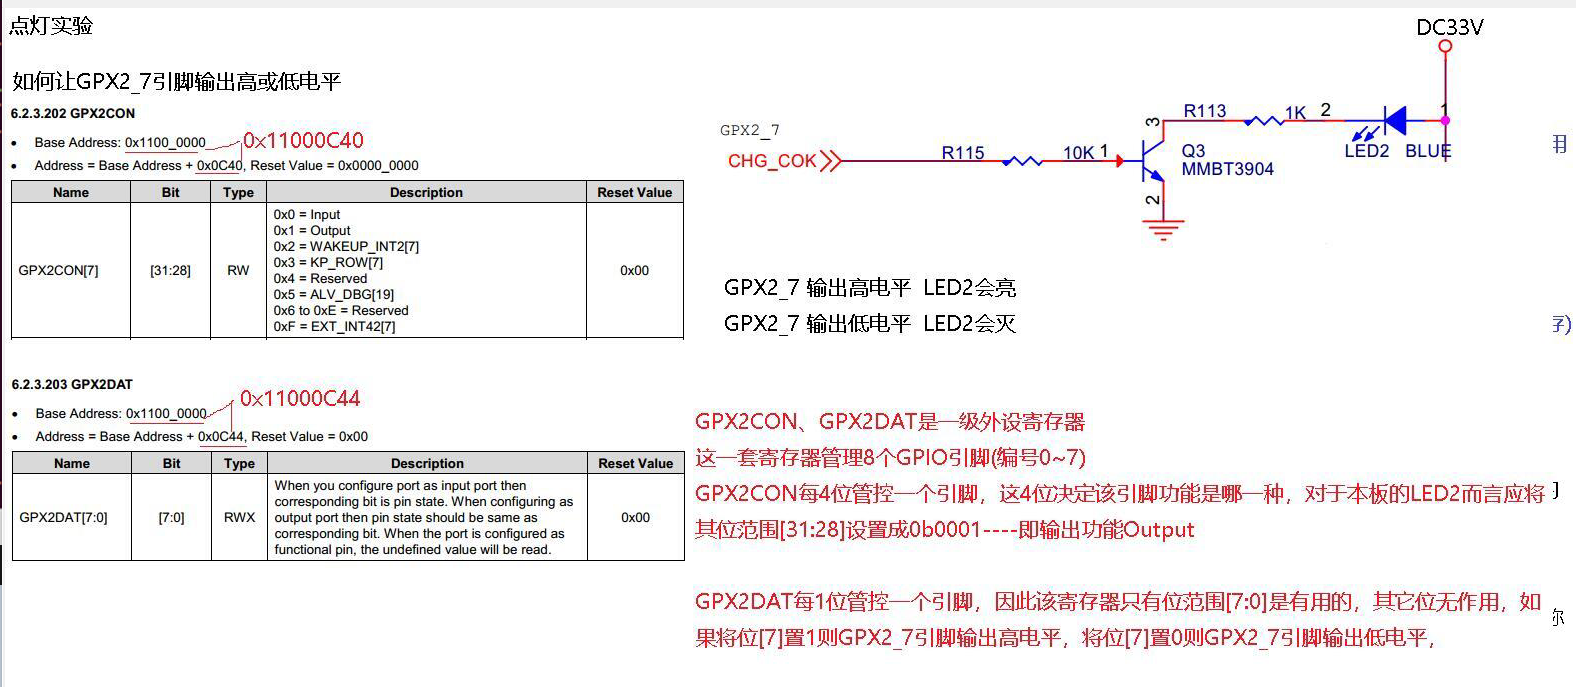 点灯实验
如何让GPX2_7引脚输出高或低电平
6.2.3.202 GPX2CON
• Base Address: 0x1100_0000 0x11000C40
• Address = Base Address + 0x0C40, Reset Value = 0x0000_0000
Name Bit Type Description Reset Value
GPX2CON[7] [31:28] RW 0x00
0x0 = Input
0x1 = Output
0x2 = WAKEUP_INT2[7]
0x3 = KP_ROW[7]
0x4 = Reserved
0x5 = ALV_DBG[19]
0x6 to 0xE = Reserved
0xF = EXT_INT42[7]
6.2.3.203 GPX2DAT
• Base Address: 0x1100_0000 0x11000C44
• Address = Base Address + 0x0C44, Reset Value = 0x00
Name Bit Type Description Reset Value
GPX2DAT[7:0] [7:0] RWX 0x00
When you configure port as input port then
corresponding bit is pin state. When configuring as
output port then pin state should be same as
corresponding bit. When the port is configured as
functional pin, the undefined value will be read.
DC33V
GPX2_7
CHG_COK
R115 10K 1
3
R113 1K 2
1
LED2 BLUE
Q3
MMBT3904
2
GPX2_7 输出高电平 LED2会亮
GPX2_7 输出低电平 LED2会灭
GPX2CON、GPX2DAT是一级外设寄存器
这一套寄存器管理8个GPIO引脚(编号0~7)
GPX2CON每4位管控一个引脚，这4位决定该引脚功能是哪一种，对于本板的LED2而言应将
其位范围[31:28]设置成0b0001----即输出功能Output
GPX2DAT每1位管控一个引脚，因此该寄存器只有位范围[7:0]是有用的，其它位无作用，如
果将位[7]置1则GPX2_7引脚输出高电平，将位[7]置0则GPX2_7引脚输出低电平，